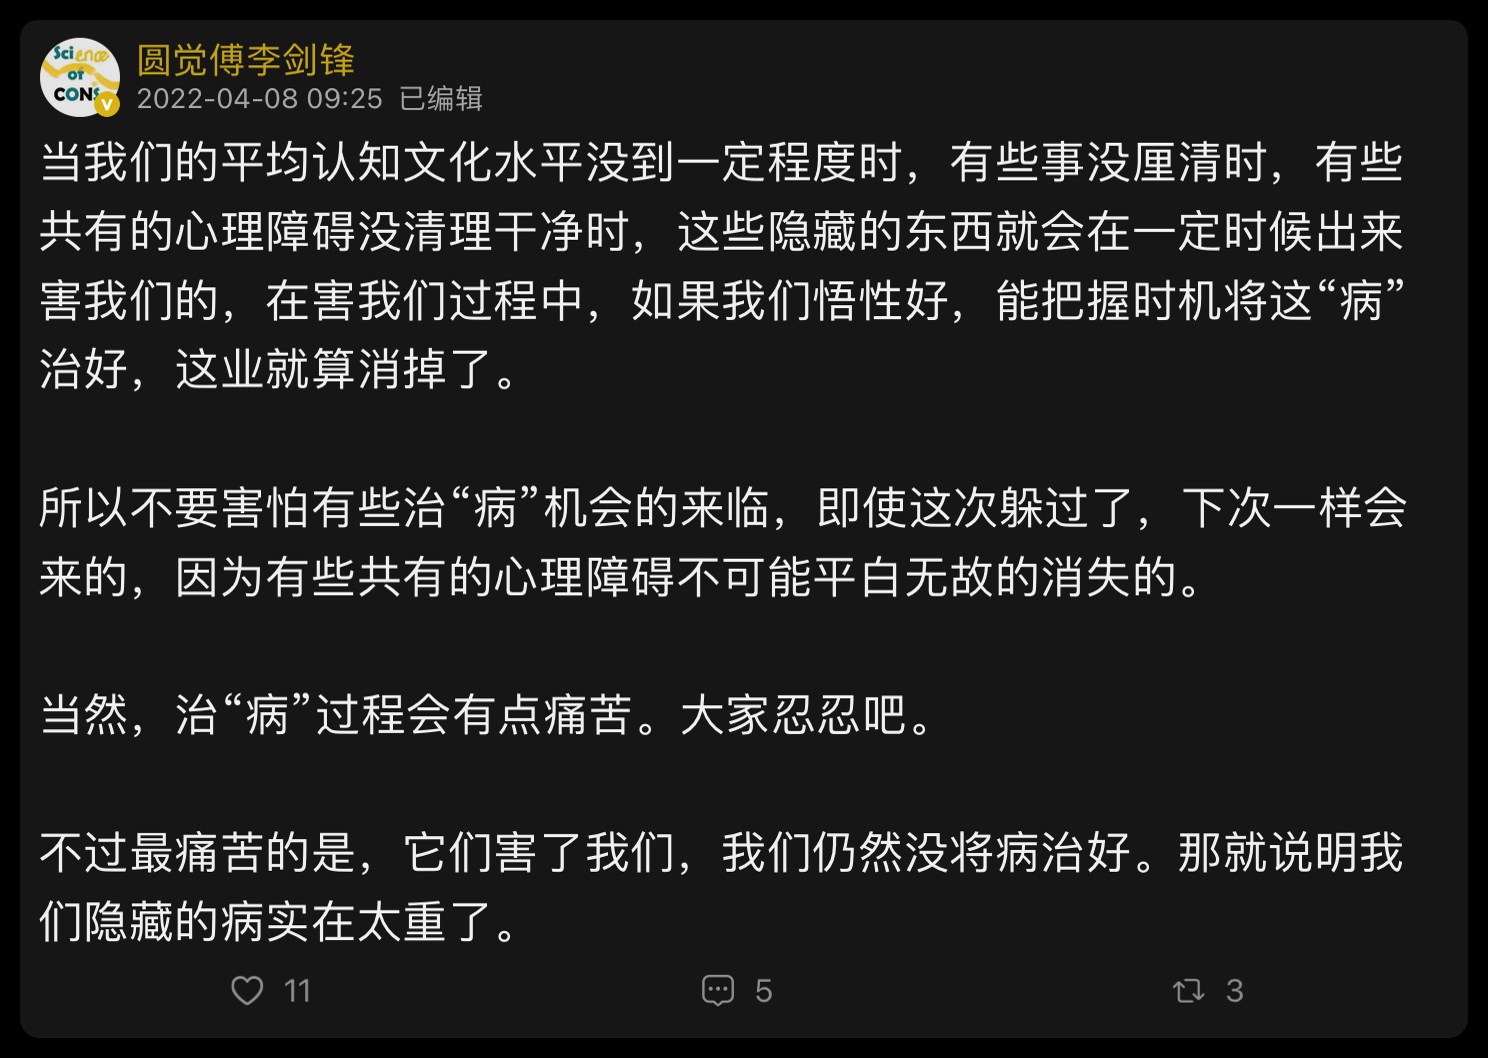 Science
of
CONS
圆觉傅李剑锋
2022-04-08 09:25 已编辑
当我们的平均认知文化水平没到一定程度时，有些事没厘清时，有些
共有的心理障碍没清理干净时，这些隐藏的东西就会在一定时候出来
害我们的，在害我们过程中，如果我们悟性好，能把握时机将这“病”
治好，这业就算消掉了。
所以不要害怕有些治“病”机会的来临，即使这次躲过了，下次一样会
来的，因为有些共有的心理障碍不可能平白无故的消失的。
当然，治“病”过程会有点痛苦。大家忍忍吧。
不过最痛苦的是，它们害了我们，我们仍然没将病治好。那就说明我
们隐藏的病实在太重了。
11 5 3